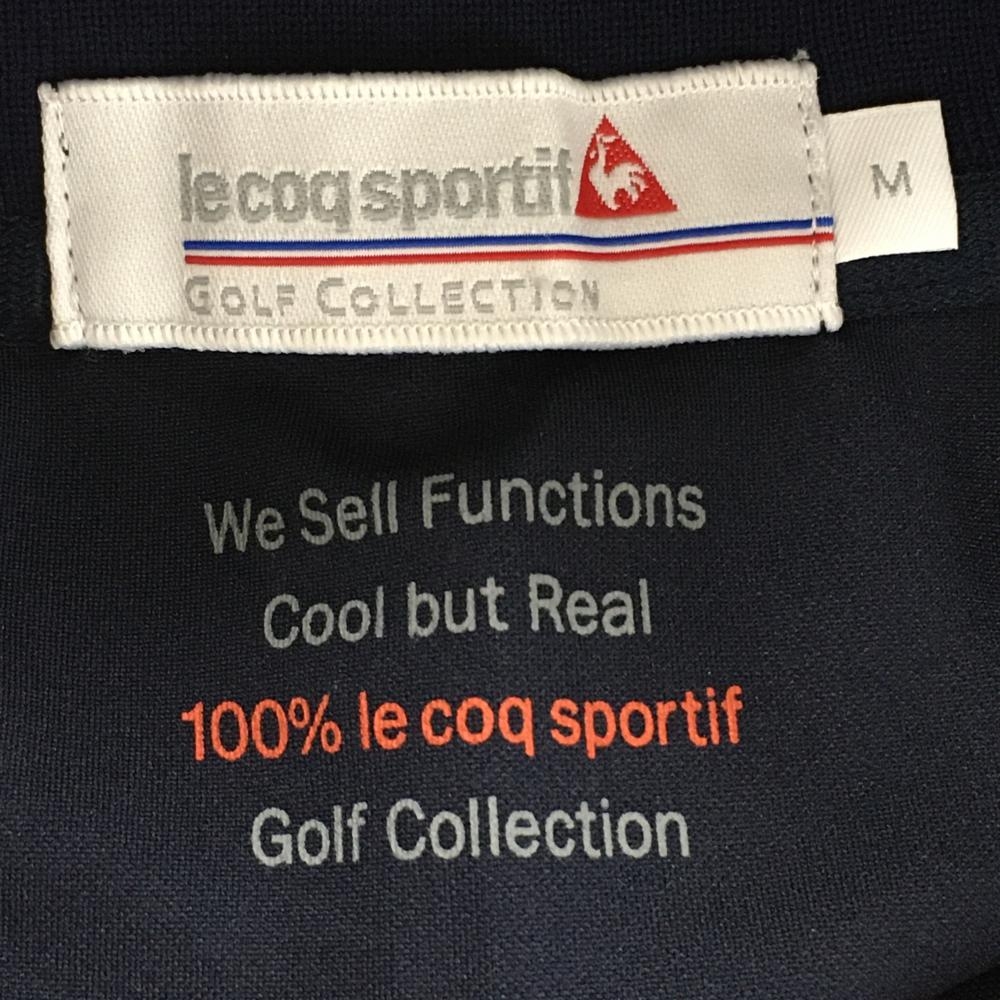 le coq sportif
GOLF COLLECTION
M
We Sell Functions
Cool but Real
100% le coq sportif
Golf Collection